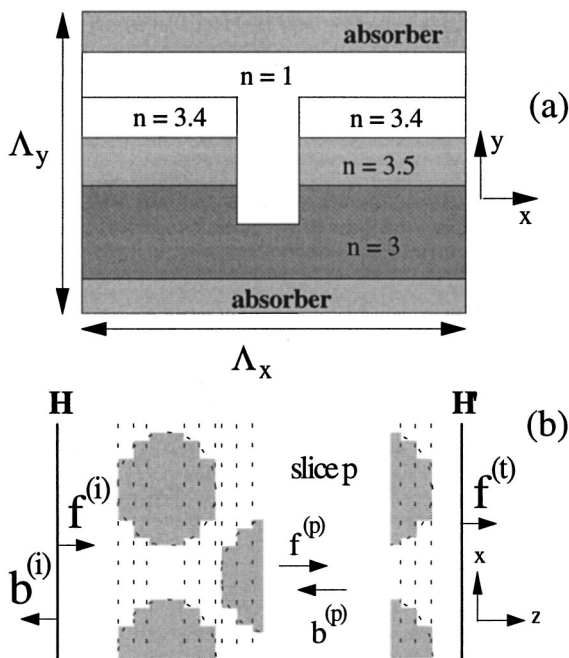 absorber
n = 1
(a)
n = 3.4 n = 3.4
Λy
y
n = 3.5
x
n = 3
absorber
Λx
H H' (b)
slice p
f(i) f(p) f(t)
b(i) b(p)
x
z